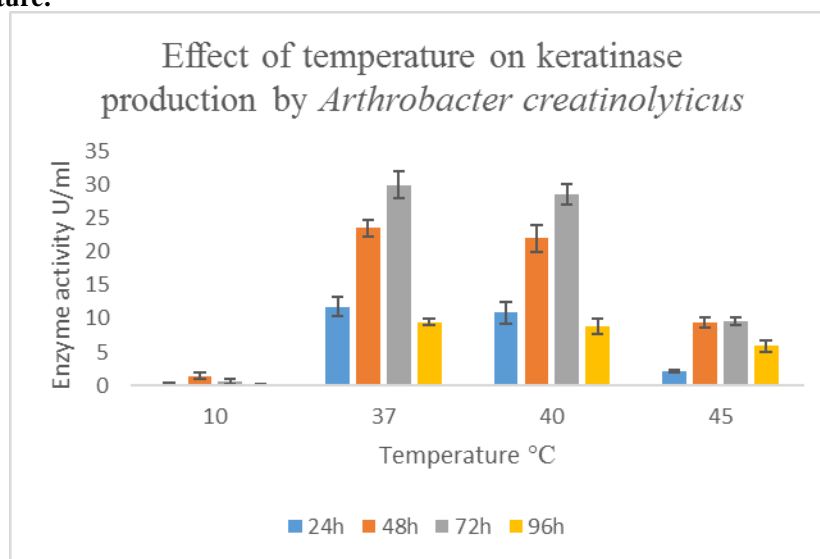 ture.
Effect of temperature on keratinase
production by Arthrobacter creatinolyticus
Enzyme activity U/ml
35
30
25
20
15
10
5
0
10 37 40 45
Temperature °C
24h 48h 72h 96h